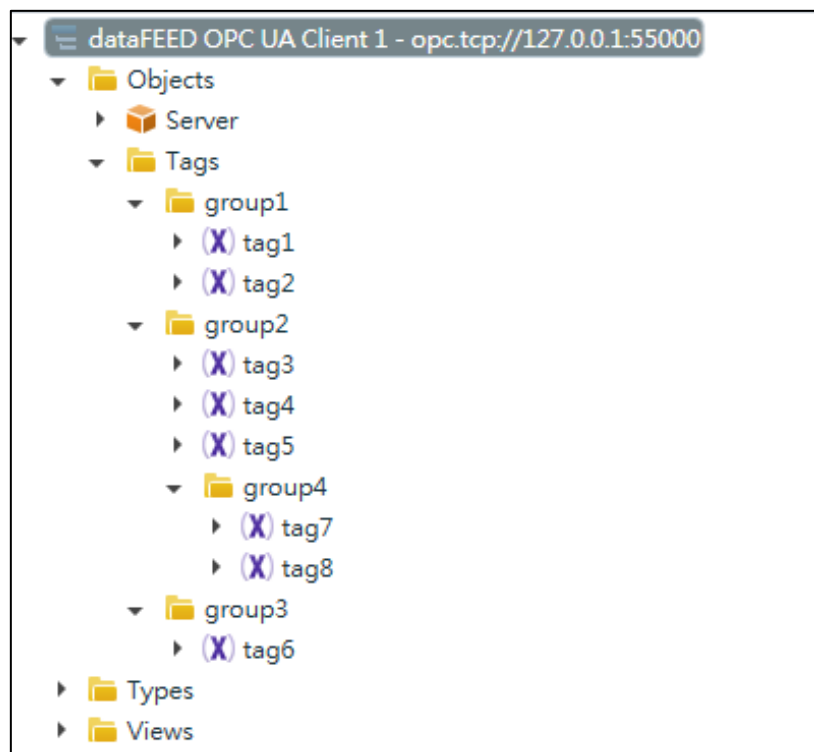 dataFEED OPC UA Client 1 - opc.tcp://127.0.0.1:55000
Objects
Server
Tags
group1
(X) tag1
(X) tag2
group2
(X) tag3
(X) tag4
(X) tag5
group4
(X) tag7
(X) tag8
group3
(X) tag6
Types
Views